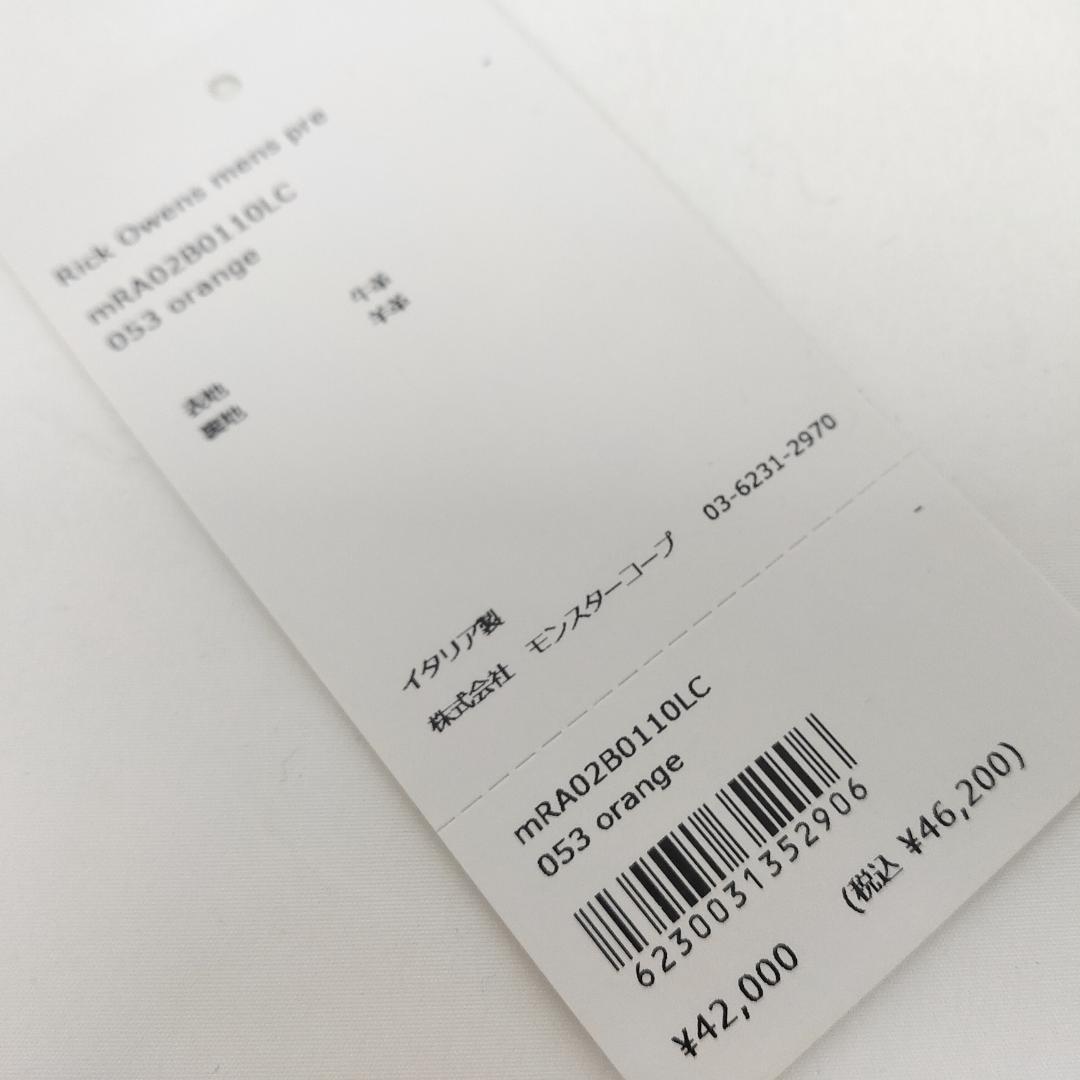 Rick Owens mens pre
mRA02B0110LC
053 orange
牛革
羊革
表地
裏地
イタリア製
株式会社 モンスターコープ 03-6231-2970
mRA02B0110LC
053 orange
6230031352906
¥42,000 (税込 ¥46,200)